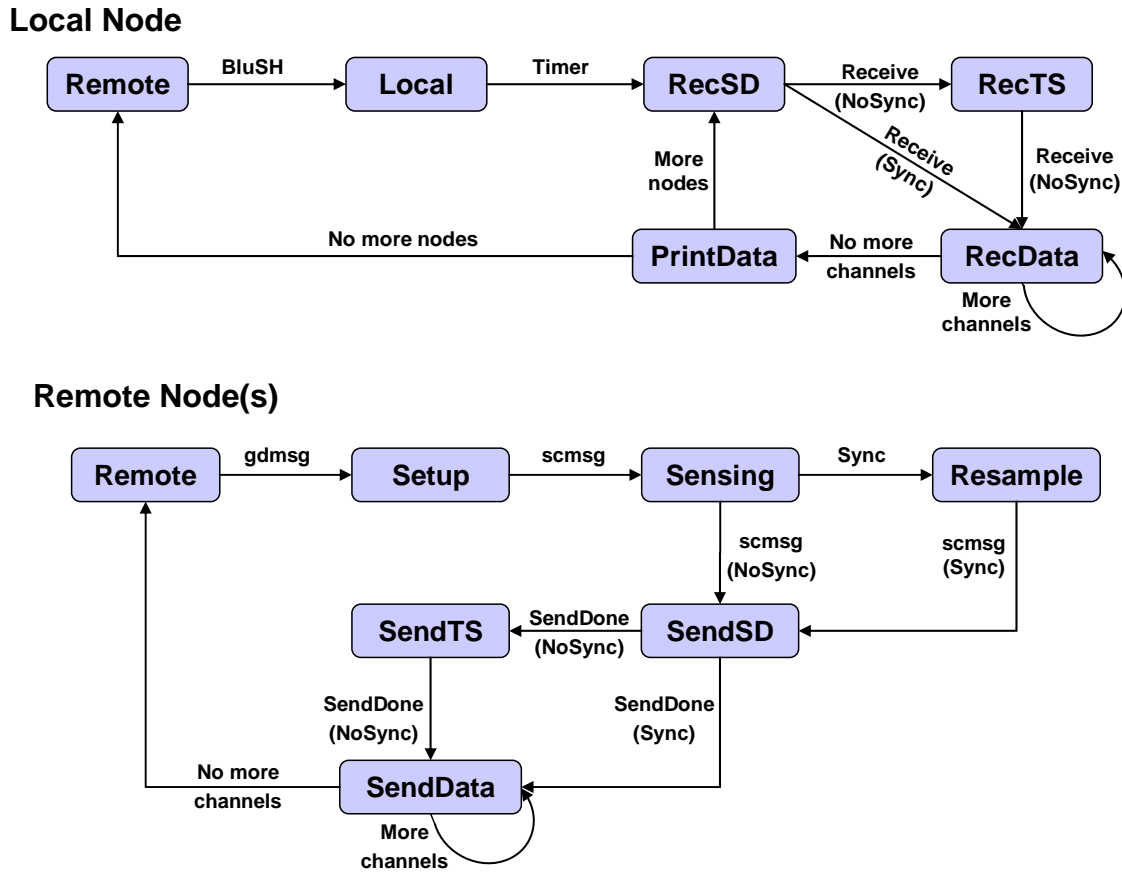 Local Node
Remote
BluSH
Local
Timer
RecSD
Receive
(NoSync)
RecTS
Receive
(Sync)
Receive
(NoSync)
More
nodes
No more nodes
PrintData
No more
channels
RecData
More
channels
Remote Node(s)
Remote
gdmsg
Setup
scmsg
Sensing
Sync
Resample
scmsg
(NoSync)
scmsg
(Sync)
SendTS
SendDone
(NoSync)
SendSD
SendDone
(NoSync)
SendDone
(Sync)
No more
channels
SendData
More
channels